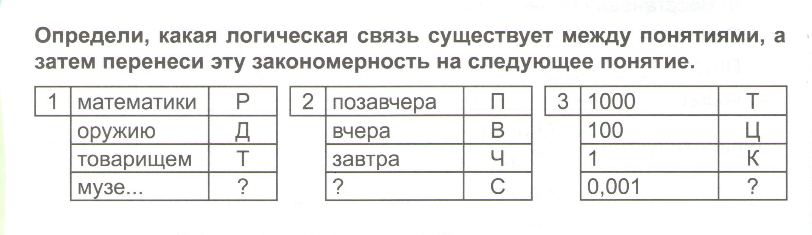 Определи, какая логическая связь существует между понятиями, а
затем перенеси эту закономерность на следующее понятие.
1 математики Р 2 позавчера П 3 1000 Т
оружию Д вчера В 100 Ц
товарищем Т завтра Ч 1 К
музе... ? ? С 0,001 ?